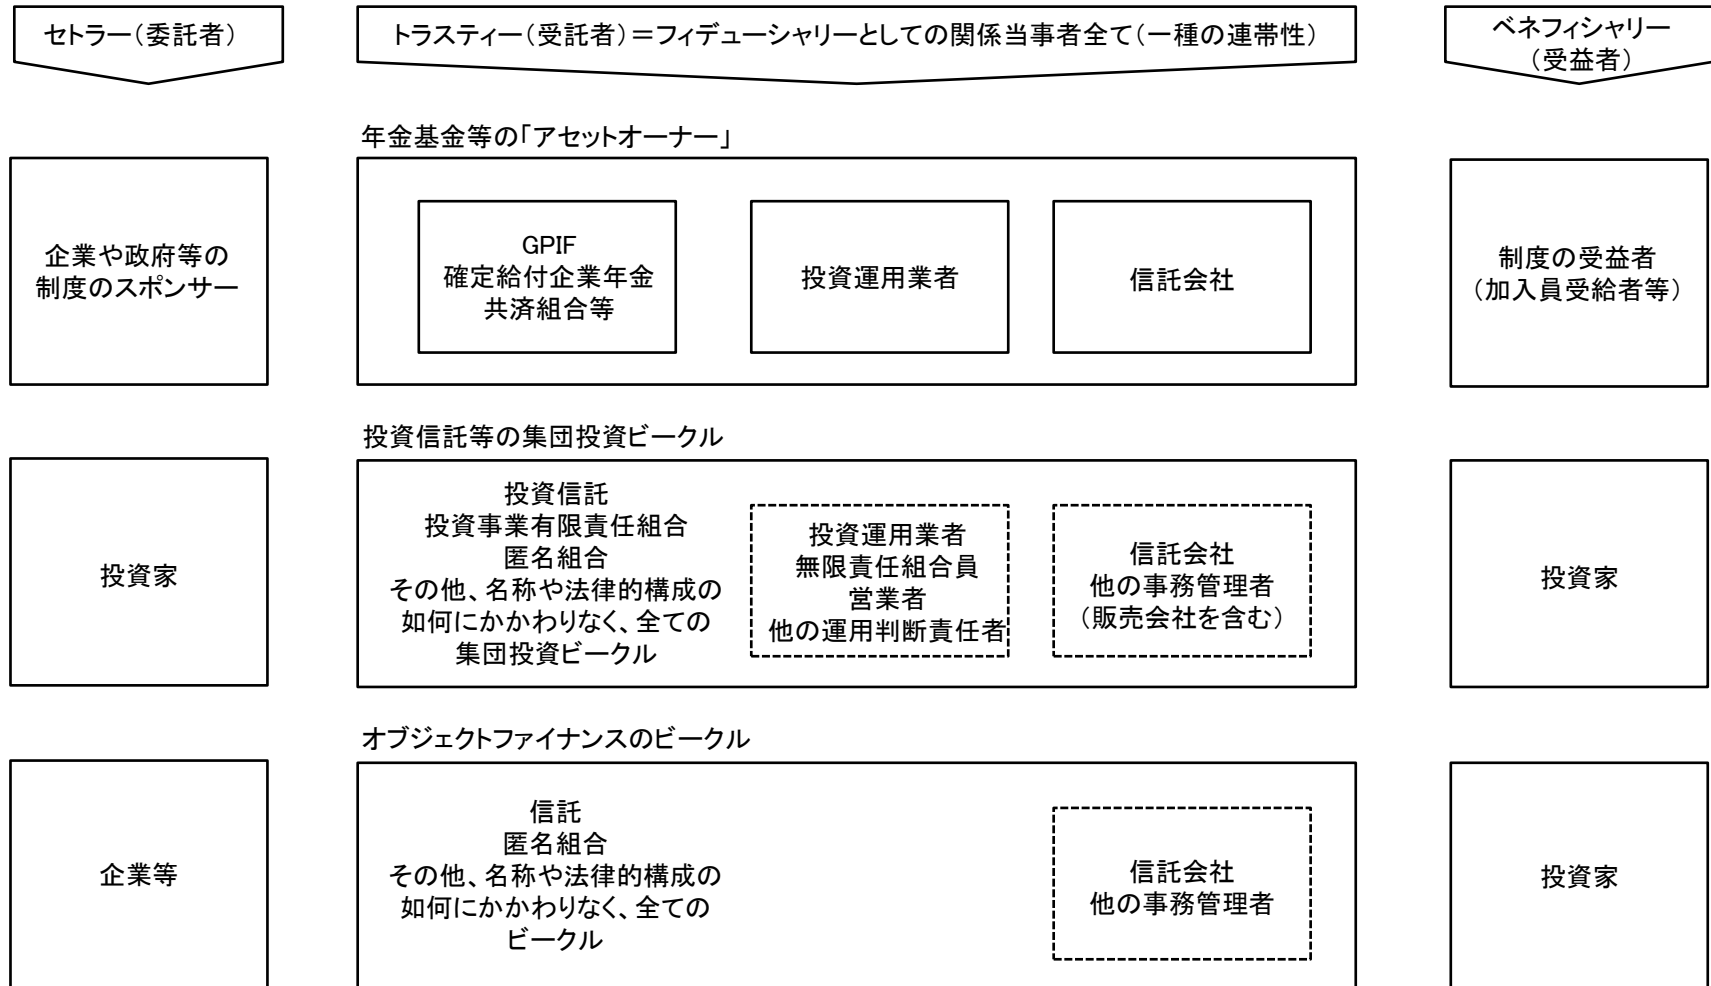 セトラー（委託者）
トラスティー（受託者）＝フィデューシャリーとしての関係当事者全て（一種の連帯性）
ベネフィシャリー
（受益者）
年金基金等の「アセットオーナー」
企業や政府等の
制度のスポンサー
GPIF
確定給付企業年金
共済組合等
投資運用業者
信託会社
制度の受益者
（加入員受給者等）
投資信託等の集団投資ビークル
投資家
投資信託
投資事業有限責任組合
匿名組合
その他、名称や法律的構成の
如何にかかわりなく、全ての
集団投資ビークル
投資運用業者
無限責任組合員
営業者
他の運用判断責任者
信託会社
他の事務管理者
（販売会社を含む）
投資家
オブジェクトファイナンスのビークル
企業等
信託
匿名組合
その他、名称や法律的構成の
如何にかかわりなく、全ての
ビークル
信託会社
他の事務管理者
投資家